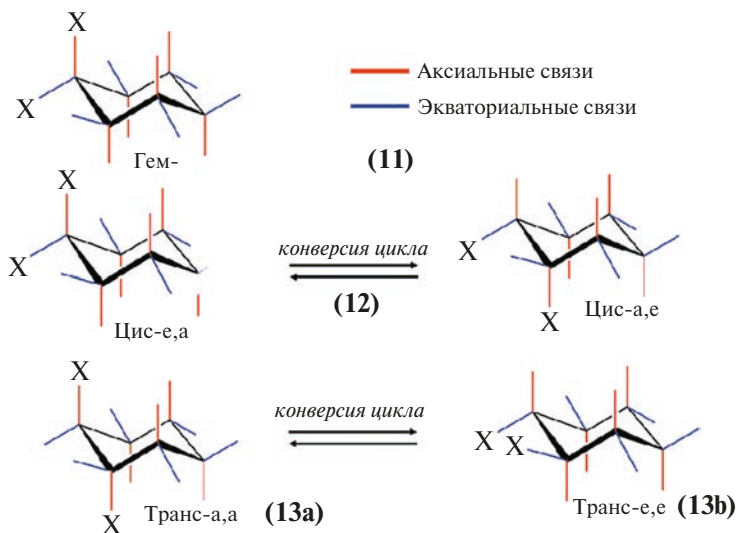 X
X
Гем-
Аксиальные связи
Экваториальные связи
(11)
X
X
Цис-е,а
конверсия цикла
(12)
X
X
Цис-а,е
X
X
Транс-а,а
(13a)
конверсия цикла
X X
Транс-е,е
(13b)